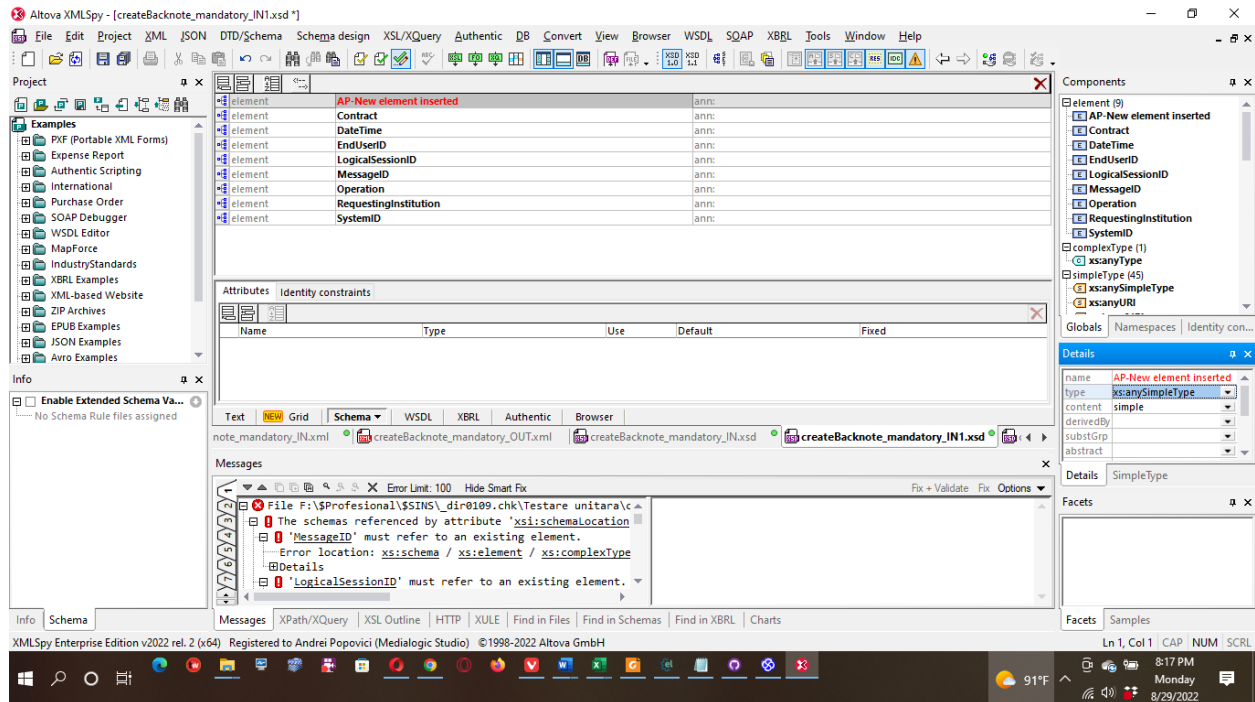 Altova XMLSpy - [createBacknote_mandatory_IN1.xsd *]
File Edit Project XML JSON DTD/Schema Schema design XSL/XQuery Authentic DB Convert View Browser WSDL SOAP XBRL Tools Window Help
Project
Examples
PXF (Portable XML Forms)
Expense Report
Authentic Scripting
International
Purchase Order
SOAP Debugger
WSDL Editor
MapForce
IndustryStandards
XBRL Examples
XML-based Website
ZIP Archives
EPUB Examples
JSON Examples
Avro Examples
Info
Enable Extended Schema Va...
No Schema Rule files assigned
Info Schema
element AP-New element inserted ann:
element Contract ann:
element DateTime ann:
element EndUserID ann:
element LogicalSessionID ann:
element MessageID ann:
element Operation ann:
element RequestingInstitution ann:
element SystemID ann:
Attributes Identity constraints
Name Type Use Default Fixed
Text NEW Grid Schema WSDL XBRL Authentic Browser
note_mandatory_IN.xml createBacknote_mandatory_OUT.xml createBacknote_mandatory_IN.xsd createBacknote_mandatory_IN1.xsd
Messages
Error Limit: 100 Hide Smart Fix Fix + Validate Fix Options
File F:\$Profesional\$SINS\_dir0109.chk\Testare unitara\c
The schemas referenced by attribute 'xsi:schemaLocation
'MessageID' must refer to an existing element.
Error location: xs:schema / xs:element / xs:complexType
Details
'LogicalSessionID' must refer to an existing element.
1
2
3
4
5
6
7
Messages XPath/XQuery XSL Outline HTTP XULE Find in Files Find in Schemas Find in XBRL Charts
Components
element (9)
AP-New element inserted
Contract
DateTime
EndUserID
LogicalSessionID
MessageID
Operation
RequestingInstitution
SystemID
complexType (1)
xs:anyType
simpleType (45)
xs:anySimpleType
xs:anyURI
Globals Namespaces Identity con...
Details
name AP-New element inserted
type xs:anySimpleType
content simple
derivedBy
substGrp
abstract
Details SimpleType
Facets
Facets Samples
XMLSpy Enterprise Edition v2022 rel. 2 (x64) Registered to Andrei Popovici (Medialogic Studio) ©1998-2022 Altova GmbH
Ln 1, Col 1 CAP NUM SCRL
91°F
8:17 PM
Monday
8/29/2022